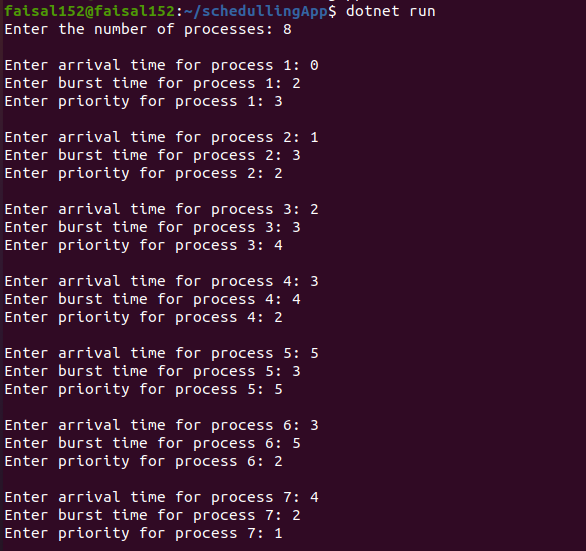 faisal152@faisal152:~/schedullingApp$ dotnet run
Enter the number of processes: 8
Enter arrival time for process 1: 0
Enter burst time for process 1: 2
Enter priority for process 1: 3
Enter arrival time for process 2: 1
Enter burst time for process 2: 3
Enter priority for process 2: 2
Enter arrival time for process 3: 2
Enter burst time for process 3: 3
Enter priority for process 3: 4
Enter arrival time for process 4: 3
Enter burst time for process 4: 4
Enter priority for process 4: 2
Enter arrival time for process 5: 5
Enter burst time for process 5: 3
Enter priority for process 5: 5
Enter arrival time for process 6: 3
Enter burst time for process 6: 5
Enter priority for process 6: 2
Enter arrival time for process 7: 4
Enter burst time for process 7: 2
Enter priority for process 7: 1